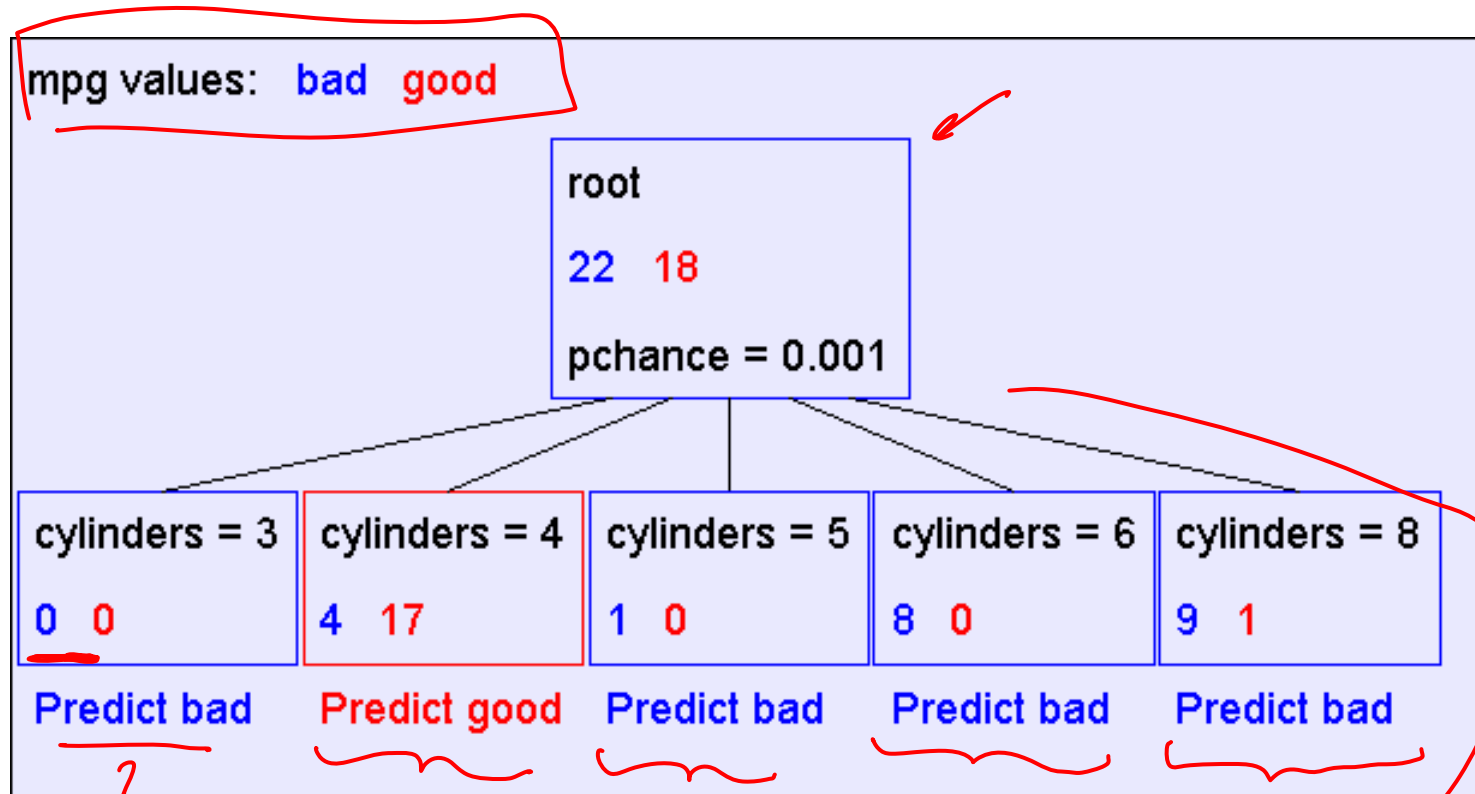 mpg values: bad good
root
22 18
pchance = 0.001
cylinders = 3
0 0
Predict bad
?
cylinders = 4
4 17
Predict good
cylinders = 5
1 0
Predict bad
cylinders = 6
8 0
Predict bad
cylinders = 8
9 1
Predict bad